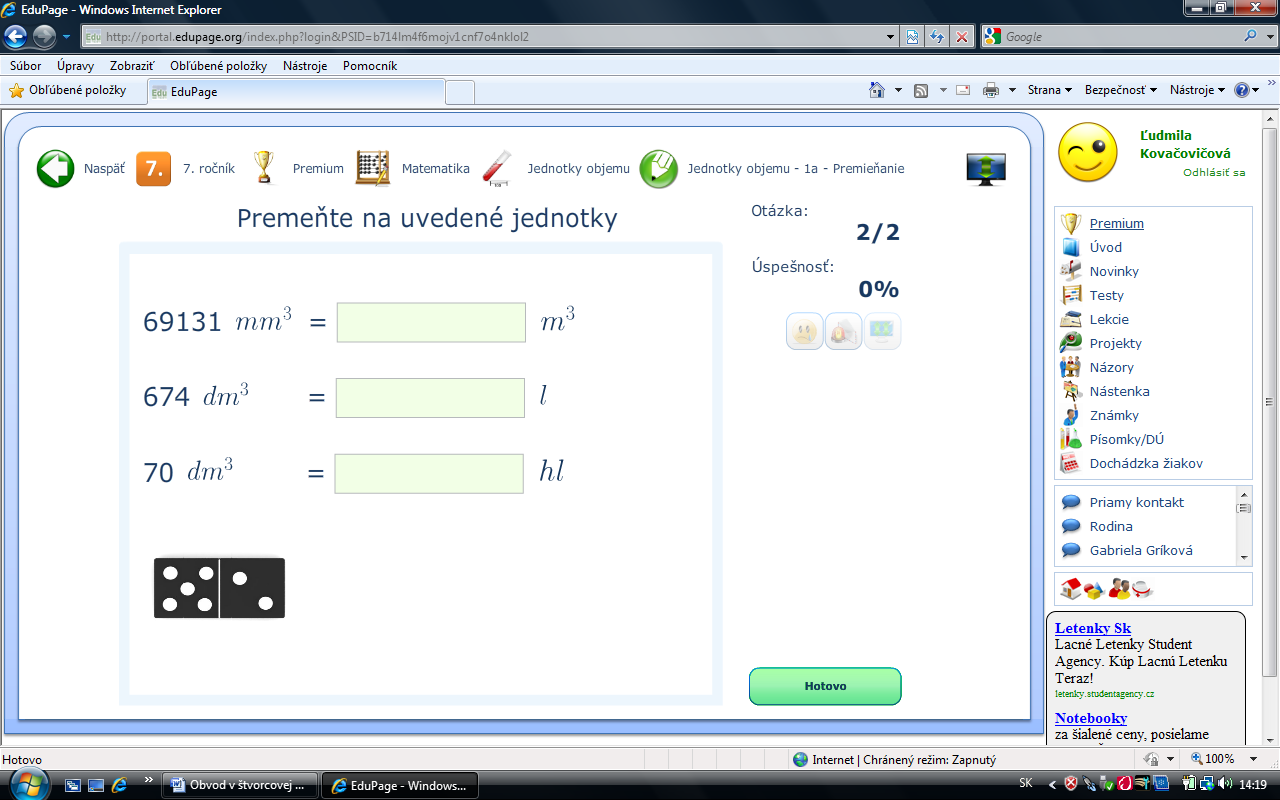 EduPage - Windows Internet Explorer
http://portal.edupage.org/index.php?login&PSID=b714lm4f6mojv1cnf7o4nklol2
Google
Súbor Úpravy Zobraziť Obľúbené položky Nástroje Pomocník
Obľúbené položky
EduPage
Strana Bezpečnosť Nástroje
Naspäť
7. 7. ročník
Premium
Matematika
Jednotky objemu
Jednotky objemu - 1a - Premieňanie
Premeňte na uvedené jednotky
69131 mm³ = m³
674 dm³ = l
70 dm³ = hl
Otázka:
2/2
Úspešnosť:
0%
Hotovo
Ľudmila
Kovačovičová
Odhlásiť sa
Premium
Úvod
Novinky
Testy
Lekcie
Projekty
Názory
Nástenka
Známky
Písomky/DÚ
Dochádzka žiakov
Priamy kontakt
Rodina
Gabriela Gríková
Letenky Sk
Lacné Letenky Student
Agency. Kúp Lacnú Letenku
Teraz!
letenky.studentagency.cz
Notebooky
za šialené ceny, posielame
Hotovo
Internet | Chránený režim: Zapnutý
100%
Obvod v štvorcovej ...
EduPage - Windows...
SK
14:19